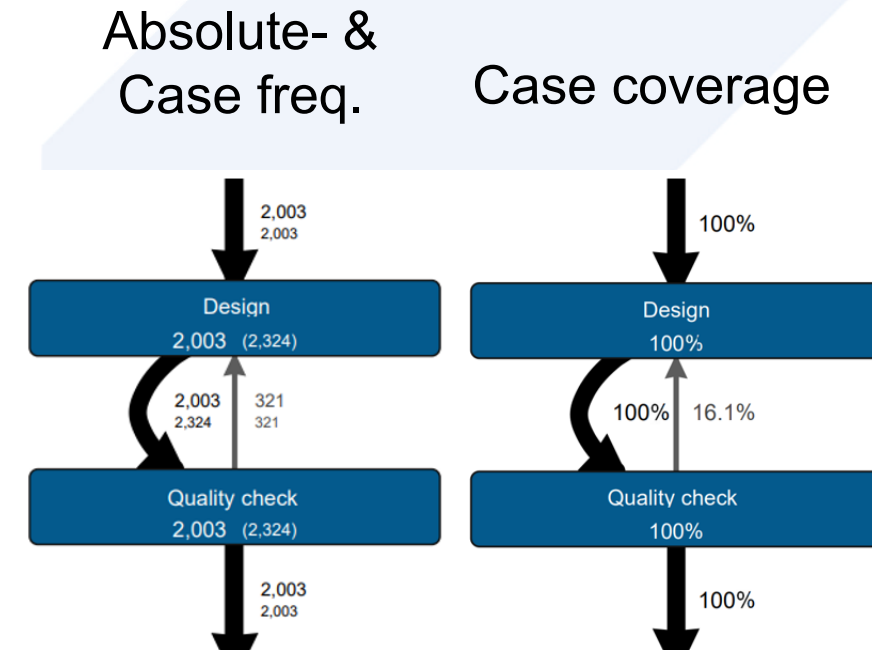 Absolute- &
Case freq.
Case coverage
2,003
2,003
Design
2,003 (2,324)
2,003
2,324
321
321
Quality check
2,003 (2,324)
2,003
2,003
100%
Design
100%
100%
16.1%
Quality check
100%
100%